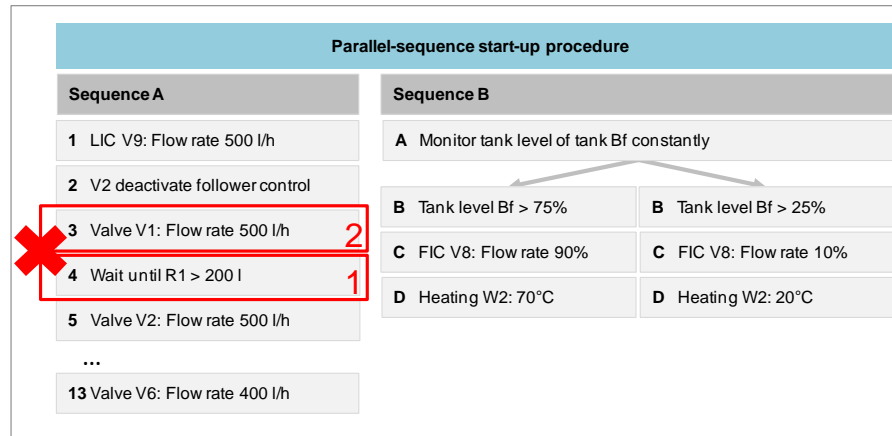 Parallel-sequence start-up procedure
Sequence A
1 LIC V9: Flow rate 500 l/h
2 V2 deactivate follower control
3 Valve V1: Flow rate 500 l/h 2
4 Wait until R1 > 200 l 1
5 Valve V2: Flow rate 500 l/h
...
13 Valve V6: Flow rate 400 l/h
Sequence B
A Monitor tank level of tank Bf constantly
B Tank level Bf > 75%
C FIC V8: Flow rate 90%
D Heating W2: 70°C
B Tank level Bf > 25%
C FIC V8: Flow rate 10%
D Heating W2: 20°C